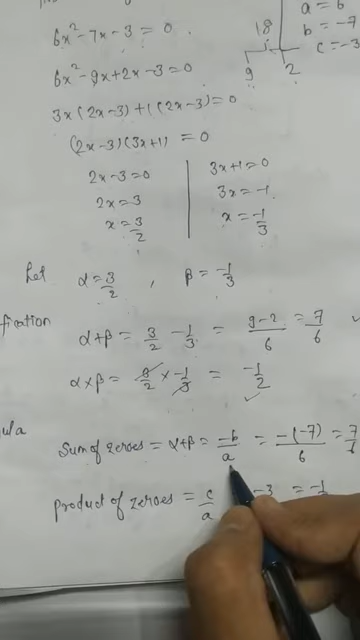 a = 6
6x² - 7x - 3 = 0
18
b = -7
c = -3
6x² - 9x + 2x - 3 = 0
9 2
3x(2x-3) + 1(2x-3) = 0
(2x-3)(3x+1) = 0
2x - 3 = 0
2x = 3
x = 3/2
3x + 1 = 0
3x = -1
x = -1/3
Let α = 3/2 , β = -1/3
fication
α+β = 3/2 - 1/3 = 9-2/6 = 7/6 ✓
α×β = 3/2 × -1/3 = -1/2 ✓
ula
Sum of zeroes = α+β = -b/a = -(-7)/6 = 7/6
product of zeroes = c/a -3 = -1/